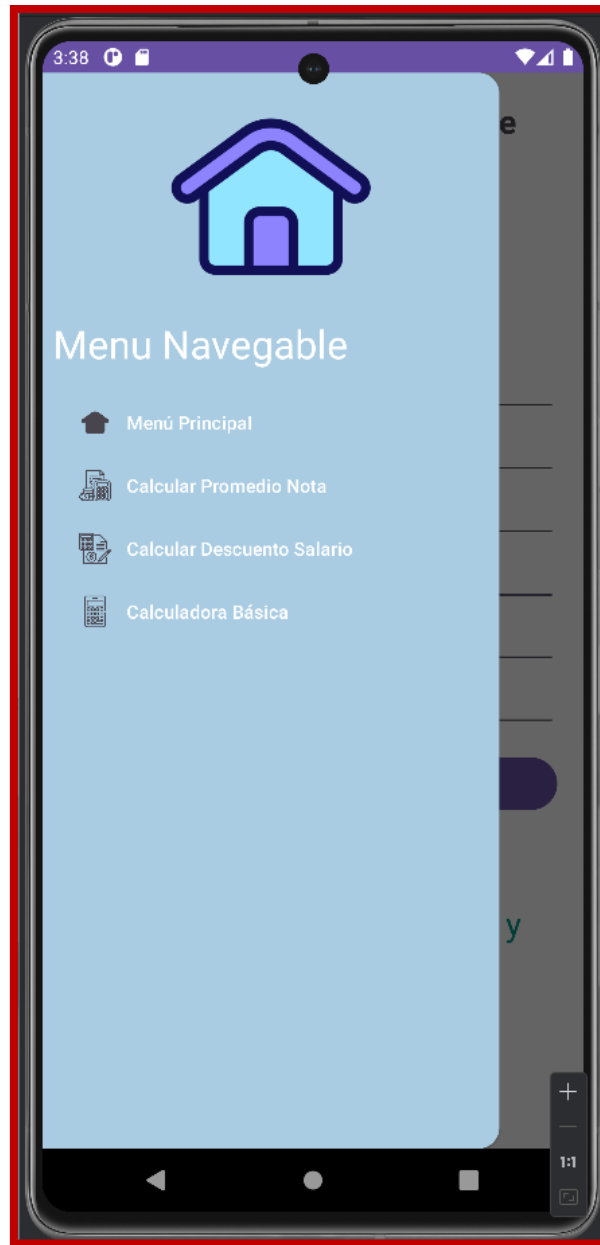 3:38
e
Menu Navegable
Menú Principal
Calcular Promedio Nota
Calcular Descuento Salario
Calculadora Básica
y
1:1